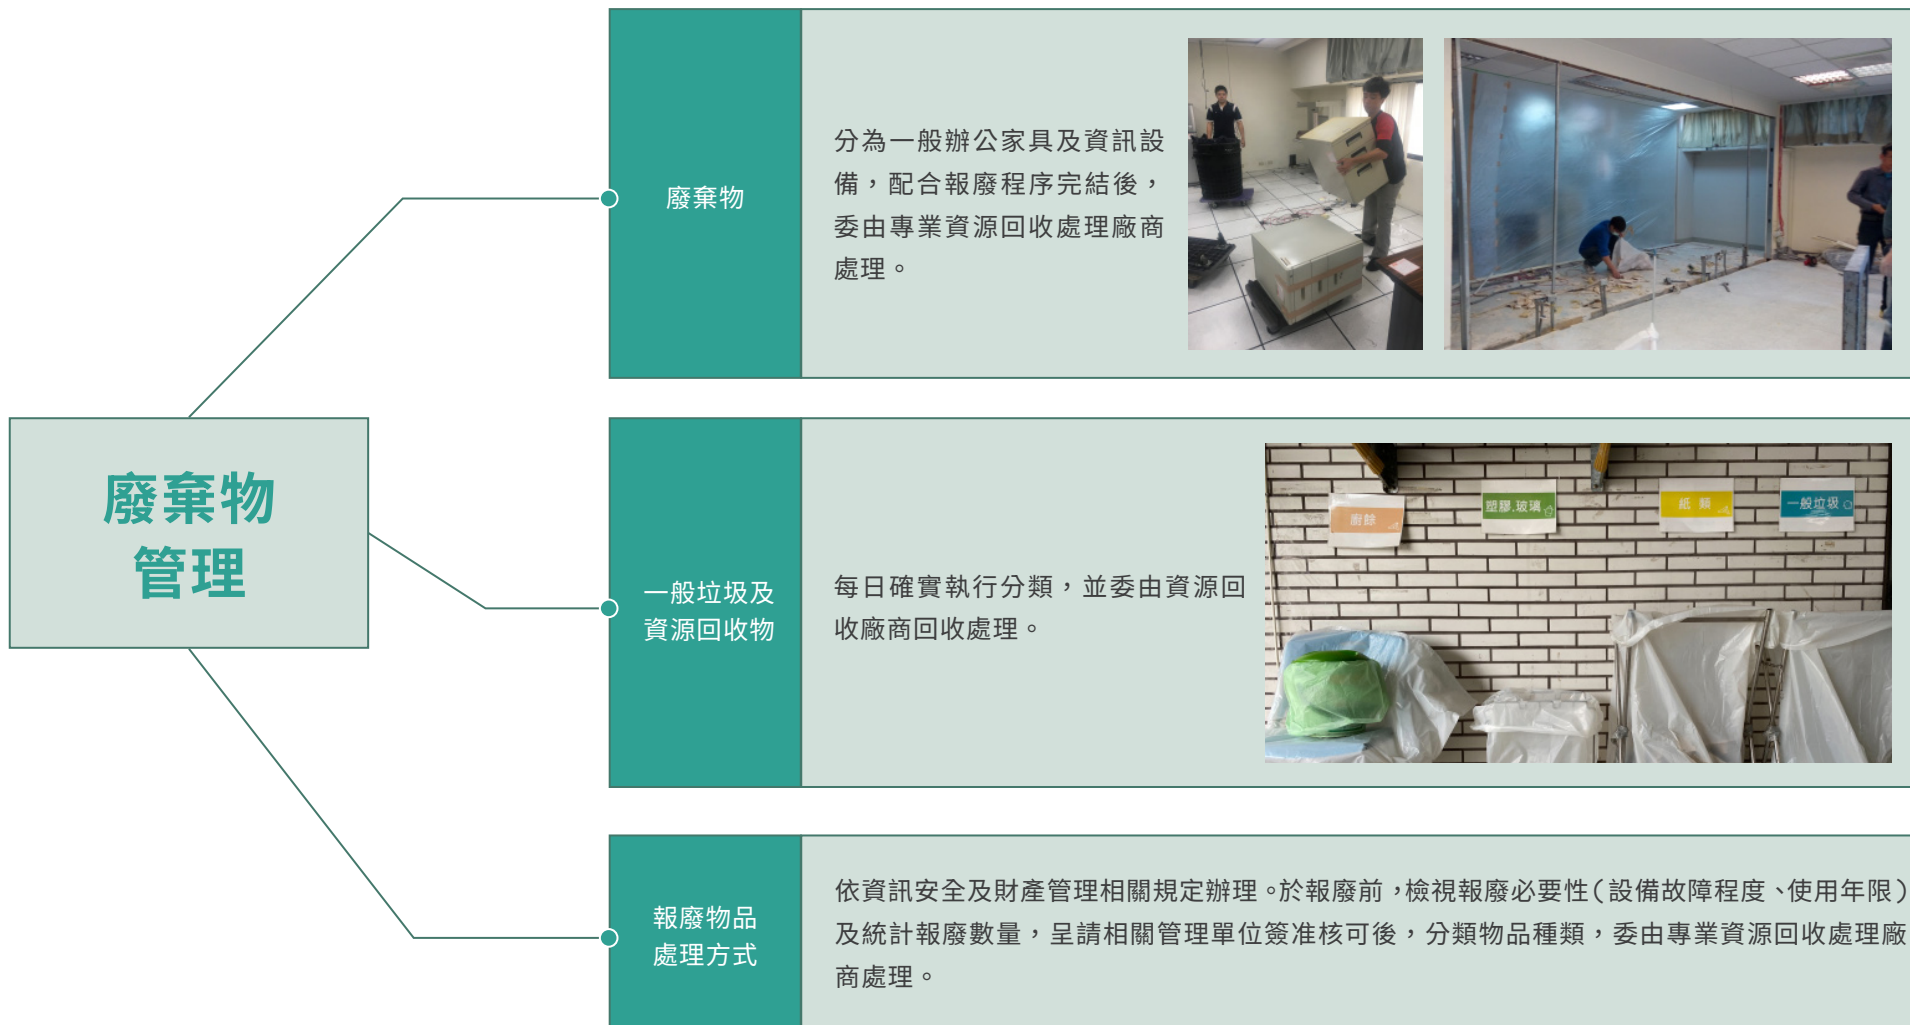 廢棄物
管理
廢棄物
分為一般辦公家具及資訊設
備，配合報廢程序完結後，
委由專業資源回收處理廠商
處理。
一般垃圾及
資源回收物
每日確實執行分類，並委由資源回
收廠商回收處理。
廚餘
塑膠.玻璃
紙 類
一般垃圾
報廢物品
處理方式
依資訊安全及財產管理相關規定辦理。於報廢前，檢視報廢必要性（設備故障程度、使用年限）
及統計報廢數量，呈請相關管理單位簽准核可後，分類物品種類，委由專業資源回收處理廠
商處理。